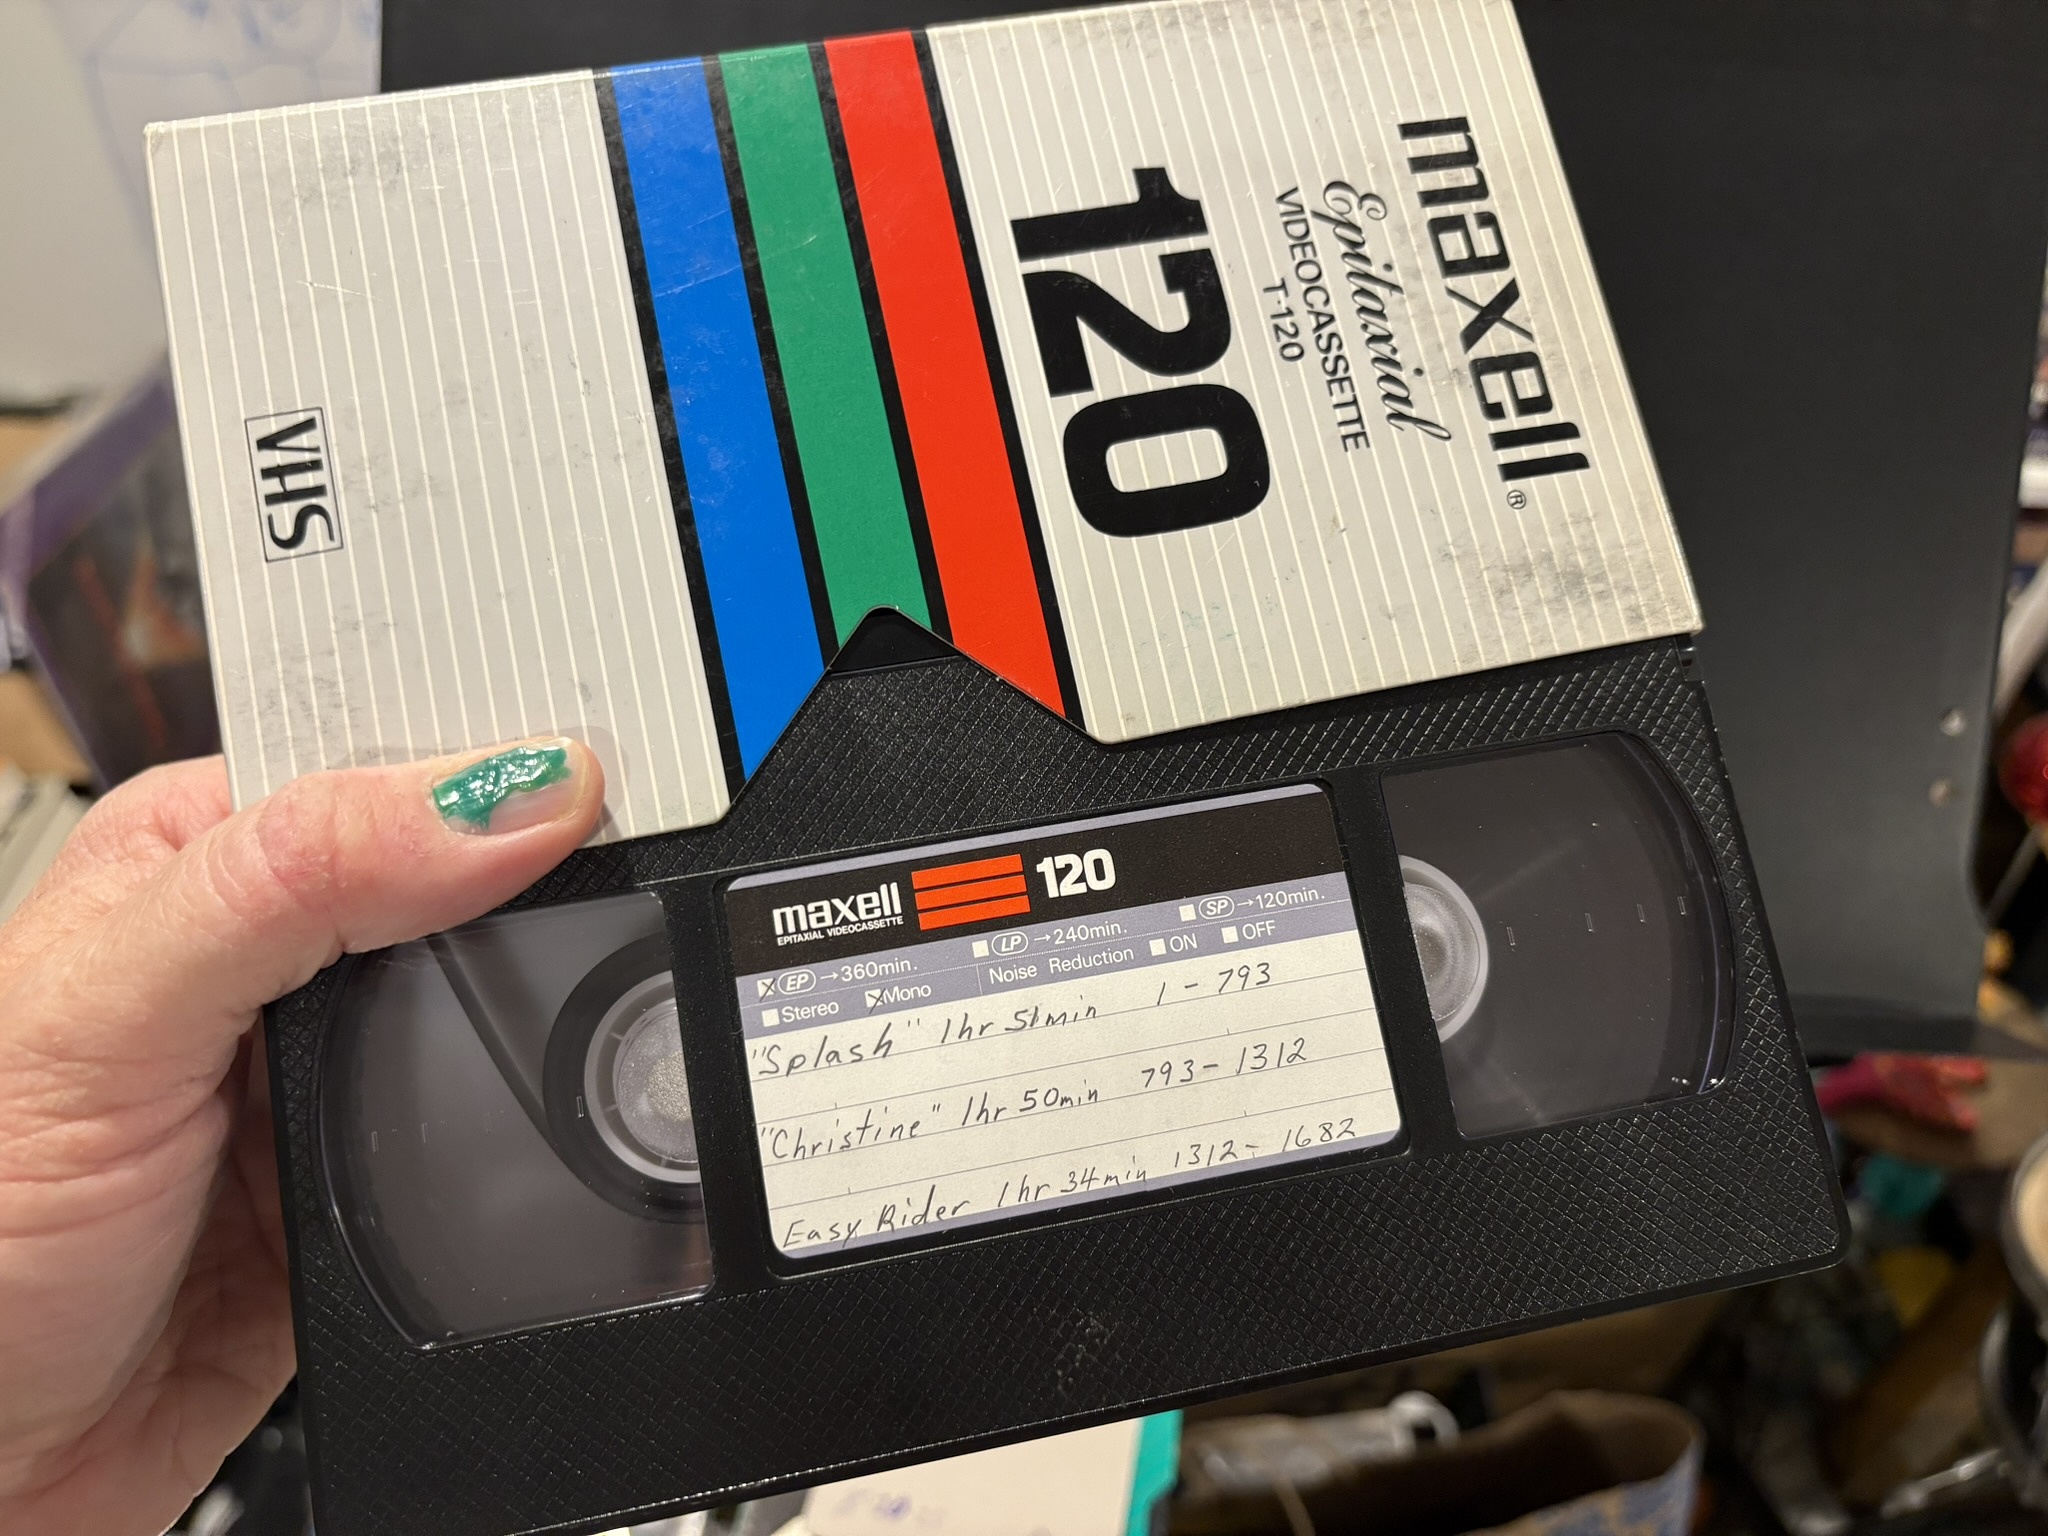 maxell®
Epitaxial
VIDEOCASSETTE
T-120
120
VHS
maxell 120
EPITAXIAL VIDEOCASSETTE
EP →360min. LP →240min. SP →120min.
Stereo Mono Noise Reduction ON OFF
"Splash" 1hr 51min 1 - 793
"Christine" 1hr 50min 793 - 1312
Easy Rider 1hr 34min 1312 - 1682